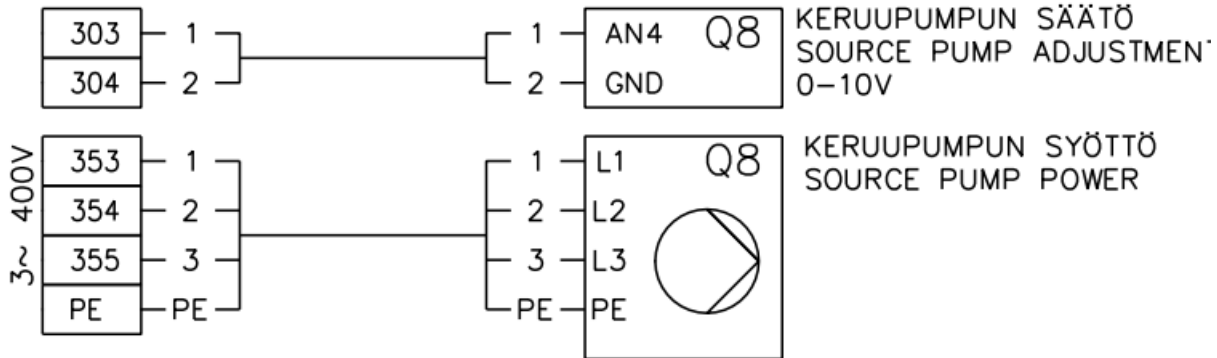 303 1 1 AN4 Q8 KERUUPUMPUN SÄÄTÖ
SOURCE PUMP ADJUSTMENT
304 2 2 GND 0-10V
3~ 400V
353 1 1 L1 Q8 KERUUPUMPUN SYÖTTÖ
SOURCE PUMP POWER
354 2 2 L2
355 3 3 L3
PE PE PE PE